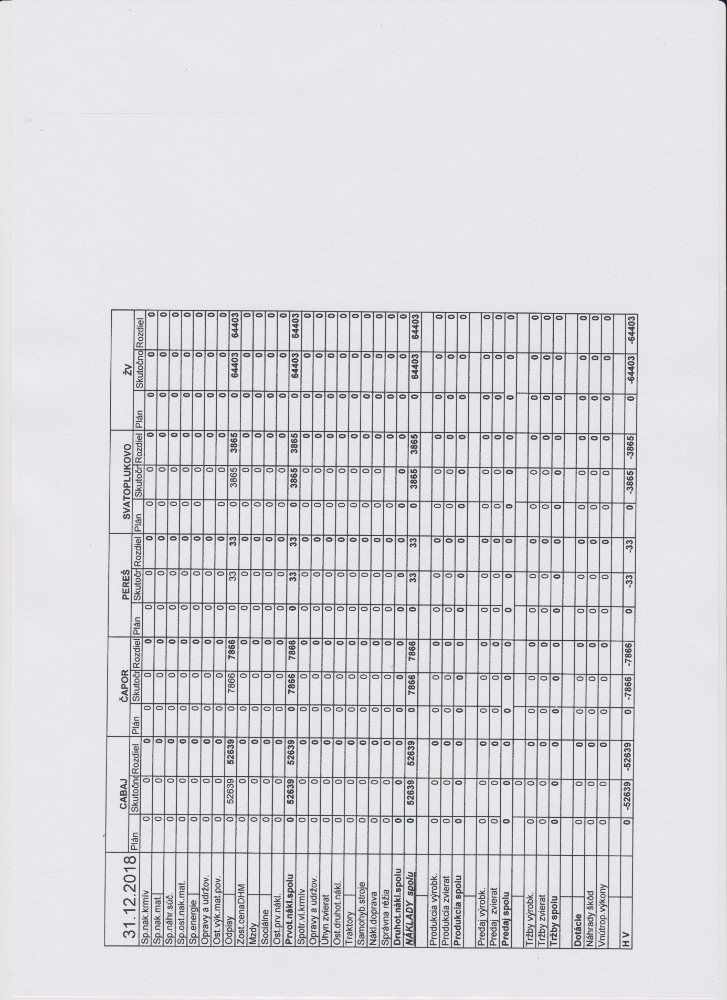 31.12.2018 CABAJ ČAPOR PEREŠ SVATOPLUKOVO ŽV
Plán Skutočno Rozdiel Plán Skutočr Rozdiel Plán Skutočr Rozdiel Plán Skutočr Rozdiel Plán Skutočno Rozdiel
Sp.nak.krmív 0 0 0 0 0 0 0 0 0 0 0 0 0 0 0
Sp.nak.mat. 0 0 0 0 0 0 0 0 0 0 0 0 0 0 0
Sp.náhr.súč. 0 0 0 0 0 0 0 0 0 0 0 0 0 0 0
Sp.ost.nak.mat. 0 0 0 0 0 0 0 0 0 0 0 0 0 0 0
Sp.energie 0 0 0 0 0 0 0 0 0 0 0 0 0 0 0
Opravy a udržov. 0 0 0 0 0 0 0 0 0 0 0 0 0 0
Ost.výk.mat.pov. 0 0 0 0 0 0 0 0 0 0 0 0 0 0 0
Odpisy 0 52639 52639 0 7866 7866 0 33 33 0 3865 3865 0 64403 64403
Zost.cenaDHM 0 0 0 0 0 0 0 0 0 0 0 0 0 0 0
Mzdy 0 0 0 0 0 0 0 0 0 0 0 0 0 0 0
Sociálne 0 0 0 0 0 0 0 0 0 0 0 0 0 0 0
Ost.prv.nákl. 0 0 0 0 0 0 0 0 0 0 0 0 0 0 0
Prvot.nákl.spolu 0 52639 52639 0 7866 7866 0 33 33 0 3865 3865 0 64403 64403
Spotr.vl.krmív 0 0 0 0 0 0 0 0 0 0 0 0 0 0 0
Opravy a udržov. 0 0 0 0 0 0 0 0 0 0 0 0 0 0 0
Úhyn zvierat 0 0 0 0 0 0 0 0 0 0 0 0 0 0 0
Ost.druhot.nákl. 0 0 0 0 0 0 0 0 0 0 0 0 0 0 0
Traktory 0 0 0 0 0 0 0 0 0 0 0 0 0 0 0
Samohyb.stroje 0 0 0 0 0 0 0 0 0 0 0 0 0 0 0
Nákl.doprava 0 0 0 0 0 0 0 0 0 0 0 0 0 0 0
Správna réžia 0 0 0 0 0 0 0 0 0 0 0 0 0 0
Druhot.nákl.spolu 0 0 0 0 0 0 0 0 0 0 0 0 0 0 0
NÁKLADY spolu 0 52639 52639 0 7866 7866 0 33 33 0 3865 3865 0 64403 64403
Produkcia výrobk. 0 0 0 0 0 0 0 0 0 0 0 0 0 0 0
Produkcia zvierat 0 0 0 0 0 0 0 0 0 0 0 0 0 0 0
Produkcia spolu 0 0 0 0 0 0 0 0 0 0 0 0 0 0 0
Predaj výrobk. 0 0 0 0 0 0 0 0 0 0 0 0 0 0 0
Predaj zvierat 0 0 0 0 0 0 0 0 0 0 0 0 0 0 0
Predaj spolu 0 0 0 0 0 0 0 0 0 0 0 0 0 0 0
0
Tržby výrobk. 0 0 0 0 0 0 0 0 0 0 0 0 0 0 0
Tržby zvierat 0 0 0 0 0 0 0 0 0 0 0 0 0 0 0
Tržby spolu 0 0 0 0 0 0 0 0 0 0 0 0 0 0 0
Dotácie 0 0 0 0 0 0 0 0 0 0 0 0 0 0 0
Náhrady škôd 0 0 0 0 0 0 0 0 0 0 0 0 0 0 0
Vnútrop.výkony 0 0 0 0 0 0 0 0 0 0 0 0 0 0 0
H V 0 -52639 -52639 0 -7866 -7866 0 -33 -33 0 -3865 -3865 0 -64403 -64403